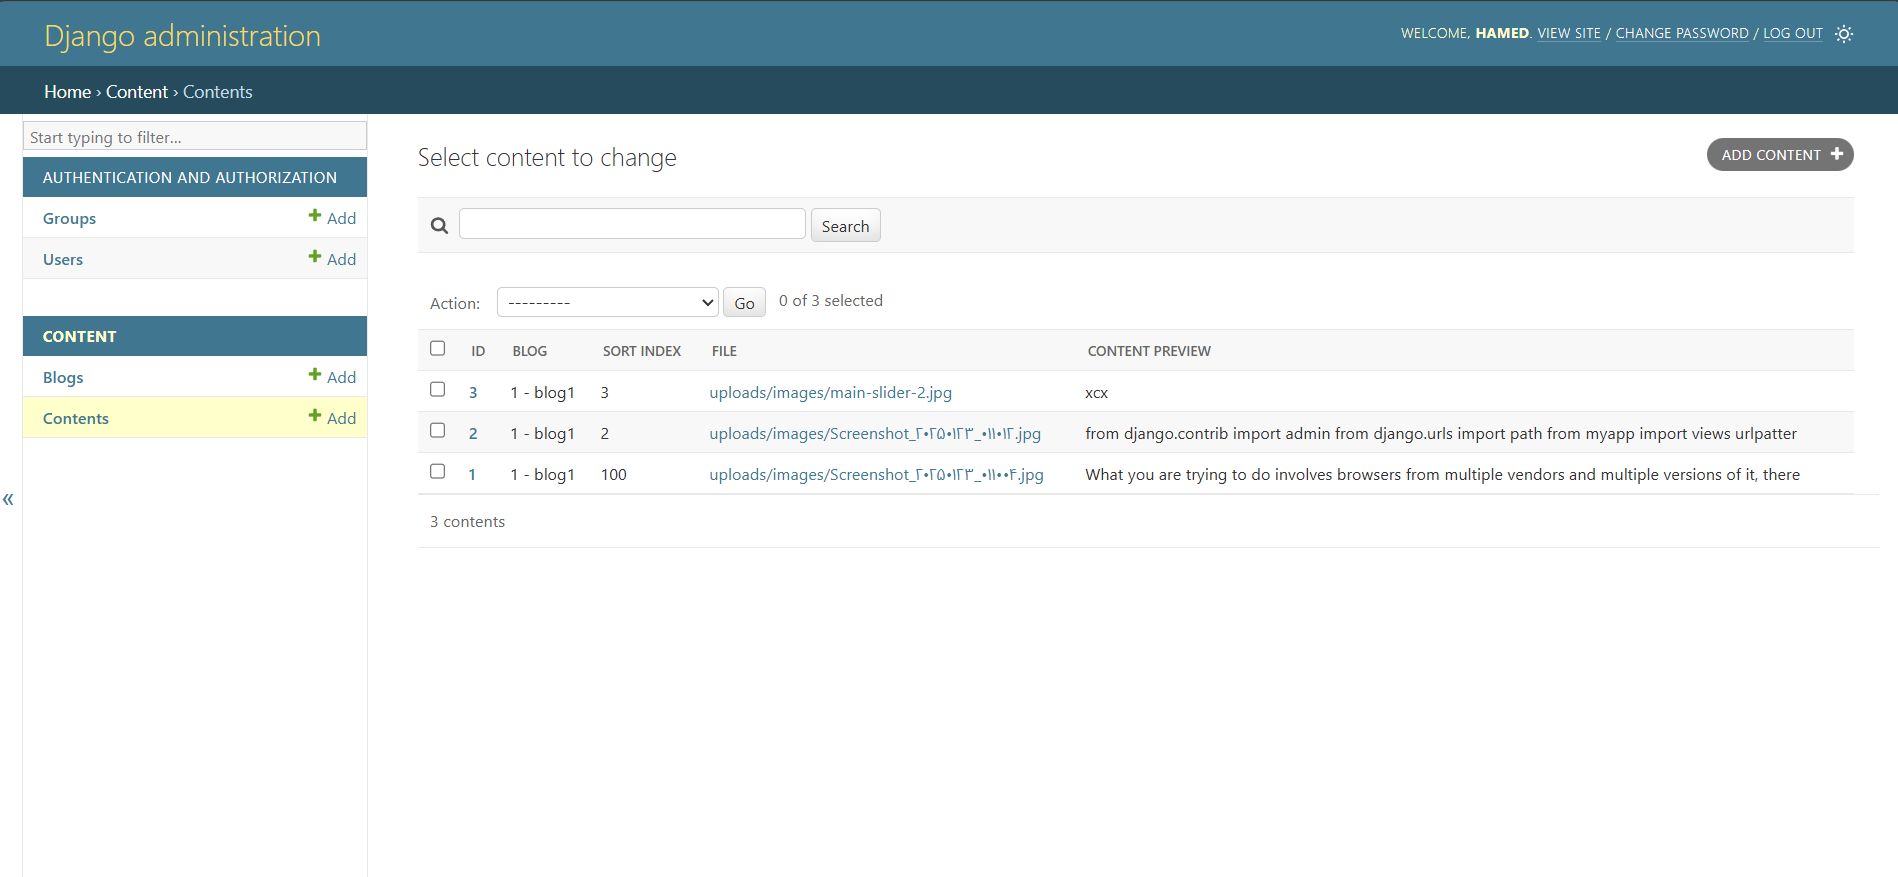 Django administration
WELCOME, HAMED. VIEW SITE / CHANGE PASSWORD / LOG OUT
Home › Content › Contents
Start typing to filter...
AUTHENTICATION AND AUTHORIZATION
Groups + Add
Users + Add
CONTENT
Blogs + Add
Contents + Add
«
Select content to change
ADD CONTENT +
Search
Action: --------- Go 0 of 3 selected
ID BLOG SORT INDEX FILE CONTENT PREVIEW
3 1 - blog1 3 uploads/images/main-slider-2.jpg xcx
2 1 - blog1 2 uploads/images/Screenshot_۲۰۲۵۰۱۲۳_۰۱۱۰۱۲.jpg from django.contrib import admin from django.urls import path from myapp import views urlpatter
1 1 - blog1 100 uploads/images/Screenshot_۲۰۲۵۰۱۲۳_۰۱۱۰۰۴.jpg What you are trying to do involves browsers from multiple vendors and multiple versions of it, there
3 contents